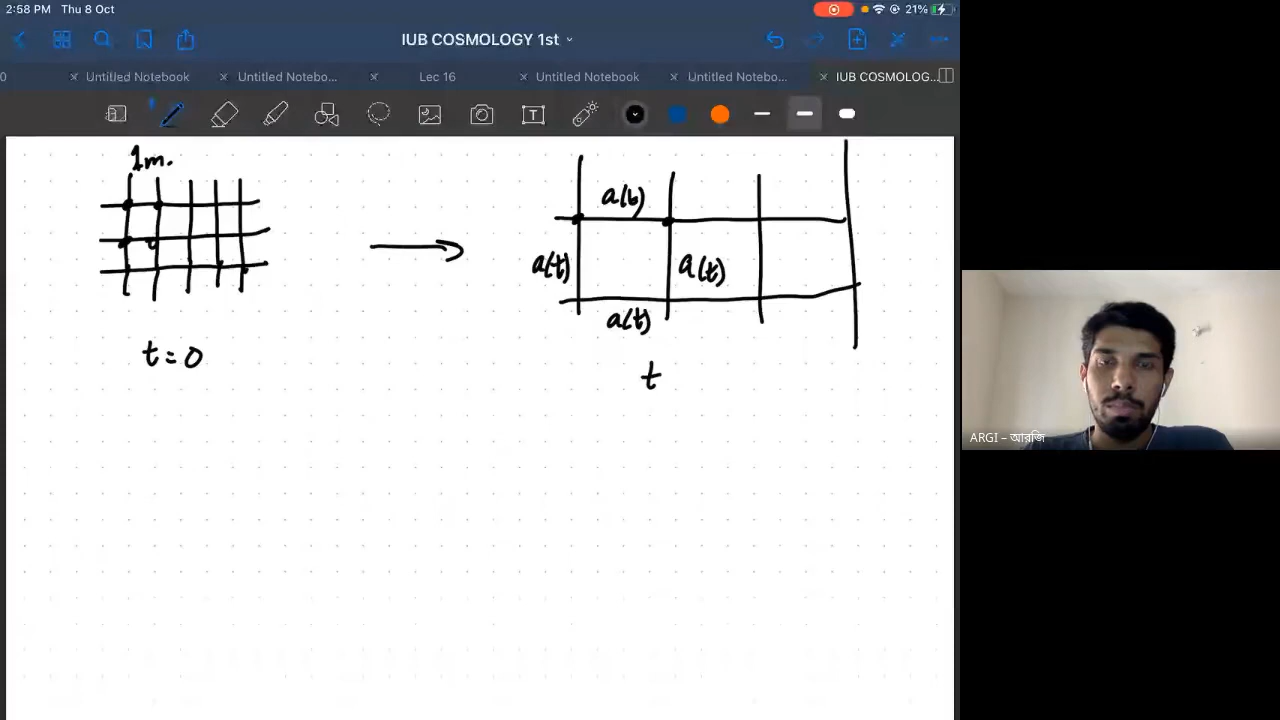 2:58 PM Thu 8 Oct
21%
IUB COSMOLOGY 1st
0
Untitled Notebook
Untitled Notebo...
Lec 16
Untitled Notebook
Untitled Notebo...
IUB COSMOLOG...
T
1m.
a(t)
a(t)
a(t)
a(t)
t = 0
t
ARGI – আরজি